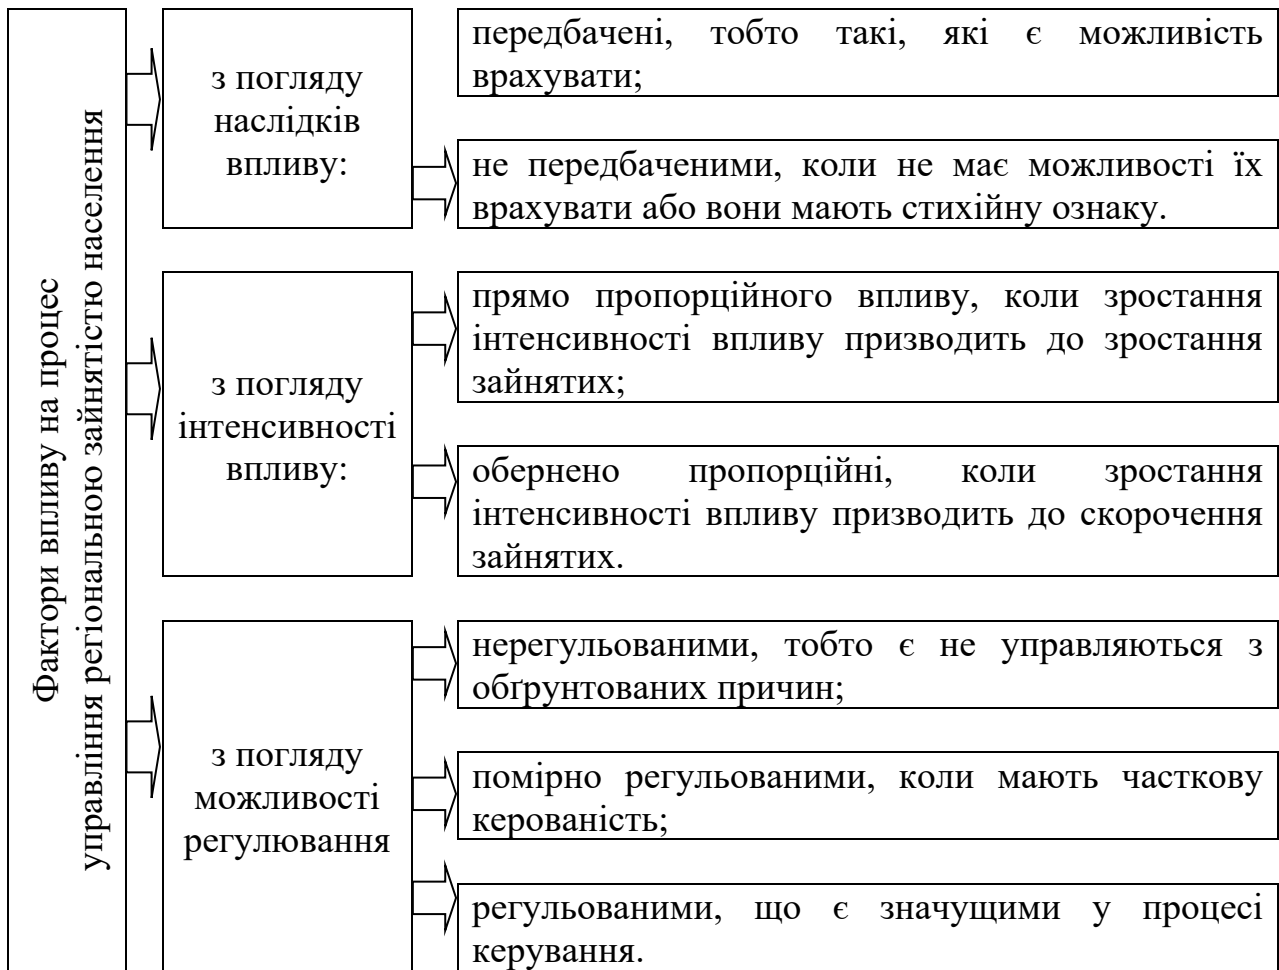 Фактори впливу на процес
управління регіональною зайнятістю населення
з погляду
наслідків
впливу:
передбачені, тобто такі, які є можливість
врахувати;
не передбаченими, коли не має можливості їх
врахувати або вони мають стихійну ознаку.
з погляду
інтенсивності
впливу:
прямо пропорційного впливу, коли зростання
інтенсивності впливу призводить до зростання
зайнятих;
обернено пропорційні, коли зростання
інтенсивності впливу призводить до скорочення
зайнятих.
з погляду
можливості
регулювання
нерегульованими, тобто є не управляються з
обґрунтованих причин;
помірно регульованими, коли мають часткову
керованість;
регульованими, що є значущими у процесі
керування.